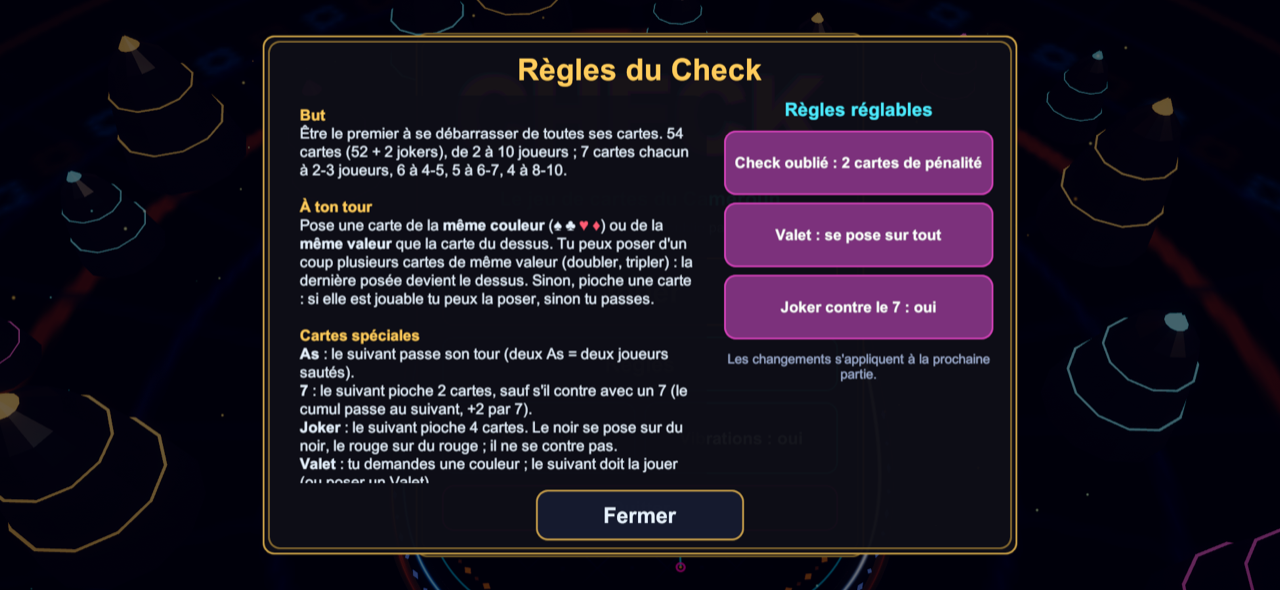 Règles du Check
But
Être le premier à se débarrasser de toutes ses cartes. 54
cartes (52 + 2 jokers), de 2 à 10 joueurs ; 7 cartes chacun
à 2-3 joueurs, 6 à 4-5, 5 à 6-7, 4 à 8-10.
À ton tour
Pose une carte de la même couleur (♠ ♣ ♥ ♦) ou de la
même valeur que la carte du dessus. Tu peux poser d'un
coup plusieurs cartes de même valeur (doubler, tripler) : la
dernière posée devient le dessus. Sinon, pioche une carte
: si elle est jouable tu peux la poser, sinon tu passes.
Cartes spéciales
As : le suivant passe son tour (deux As = deux joueurs
sautés).
7 : le suivant pioche 2 cartes, sauf s'il contre avec un 7 (le
cumul passe au suivant, +2 par 7).
Joker : le suivant pioche 4 cartes. Le noir se pose sur du
noir, le rouge sur du rouge ; il ne se contre pas.
Valet : tu demandes une couleur ; le suivant doit la jouer
(ou poser un Valet)
Règles réglables
Check oublié : 2 cartes de pénalité
Valet : se pose sur tout
Joker contre le 7 : oui
Les changements s'appliquent à la prochaine
partie.
rations : oui
Fermer